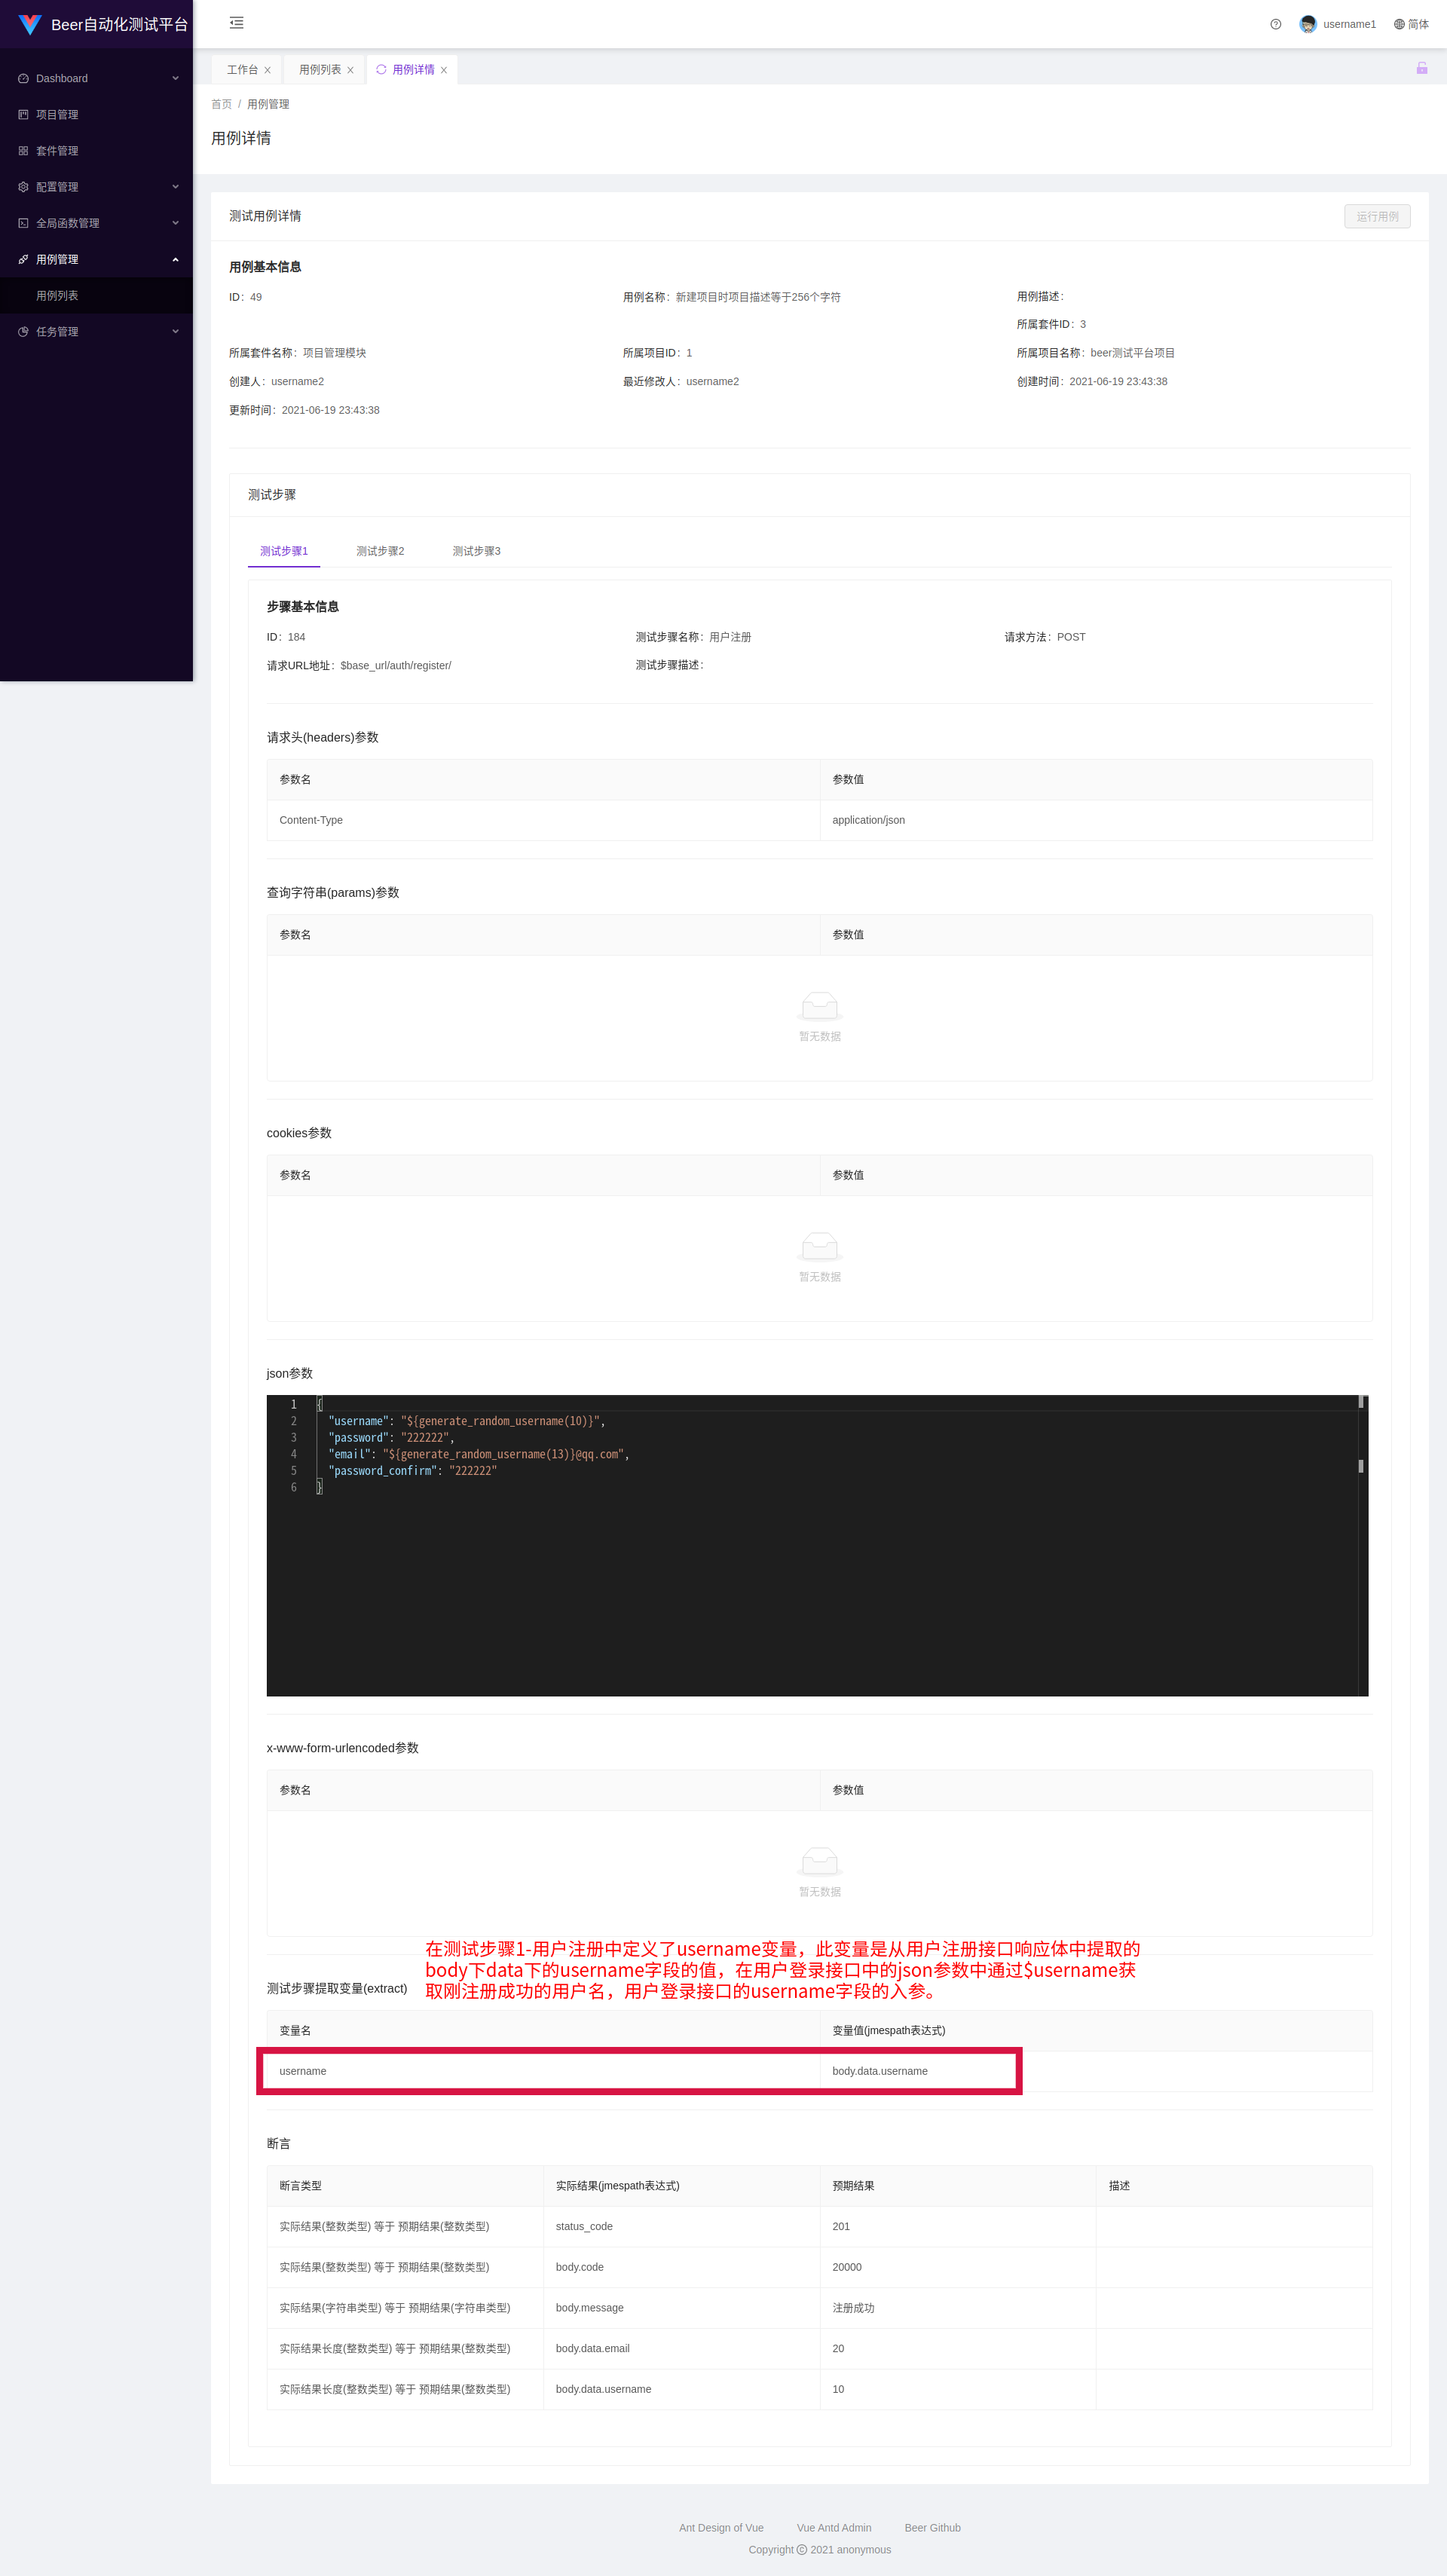 Beer自动化测试平台
username1
简体
Dashboard
项目管理
套件管理
配置管理
全局函数管理
用例管理
用例列表
任务管理
工作台
用例列表
用例详情
首页 / 用例管理
用例详情
测试用例详情
运行用例
用例基本信息
ID： 49
用例名称： 新建项目时项目描述等于256个字符
用例描述：
所属套件ID： 3
所属套件名称： 项目管理模块
所属项目ID： 1
所属项目名称： beer测试平台项目
创建人： username2
最近修改人： username2
创建时间： 2021-06-19 23:43:38
更新时间： 2021-06-19 23:43:38
测试步骤
测试步骤1
测试步骤2
测试步骤3
步骤基本信息
ID： 184
测试步骤名称： 用户注册
请求方法： POST
请求URL地址： $base_url/auth/register/
测试步骤描述：
请求头(headers)参数
参数名
参数值
Content-Type
application/json
查询字符串(params)参数
参数名
参数值
暂无数据
cookies参数
参数名
参数值
暂无数据
json参数
1 {
2 "username": "${generate_random_username(10)}",
3 "password": "222222",
4 "email": "${generate_random_username(13)}@qq.com",
5 "password_confirm": "222222"
6 }
x-www-form-urlencoded参数
参数名
参数值
暂无数据
在测试步骤1-用户注册中定义了username变量，此变量是从用户注册接口响应体中提取的
body下data下的username字段的值，在用户登录接口中的json参数中通过$username获
取刚注册成功的用户名，用户登录接口的username字段的入参。
测试步骤提取变量(extract)
变量名
变量值(jmespath表达式)
username
body.data.username
断言
断言类型
实际结果(jmespath表达式)
预期结果
描述
实际结果(整数类型) 等于 预期结果(整数类型)
status_code
201
实际结果(整数类型) 等于 预期结果(整数类型)
body.code
20000
实际结果(字符串类型) 等于 预期结果(字符串类型)
body.message
注册成功
实际结果长度(整数类型) 等于 预期结果(整数类型)
body.data.email
20
实际结果长度(整数类型) 等于 预期结果(整数类型)
body.data.username
10
Ant Design of Vue
Vue Antd Admin
Beer Github
Copyright © 2021 anonymous